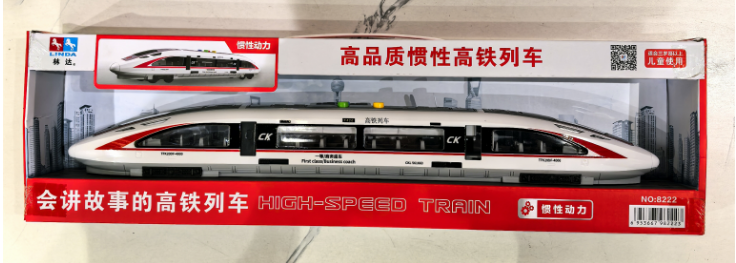 LINDA
林达®
惯性动力
高品质惯性高铁列车
适合三岁以上
儿童使用
高铁列车
CK
CK
一等/商务座车
First class/Business coach
会讲故事的高铁列车 HIGH-SPEED TRAIN
惯性动力
NO:8222
6 933667 982223